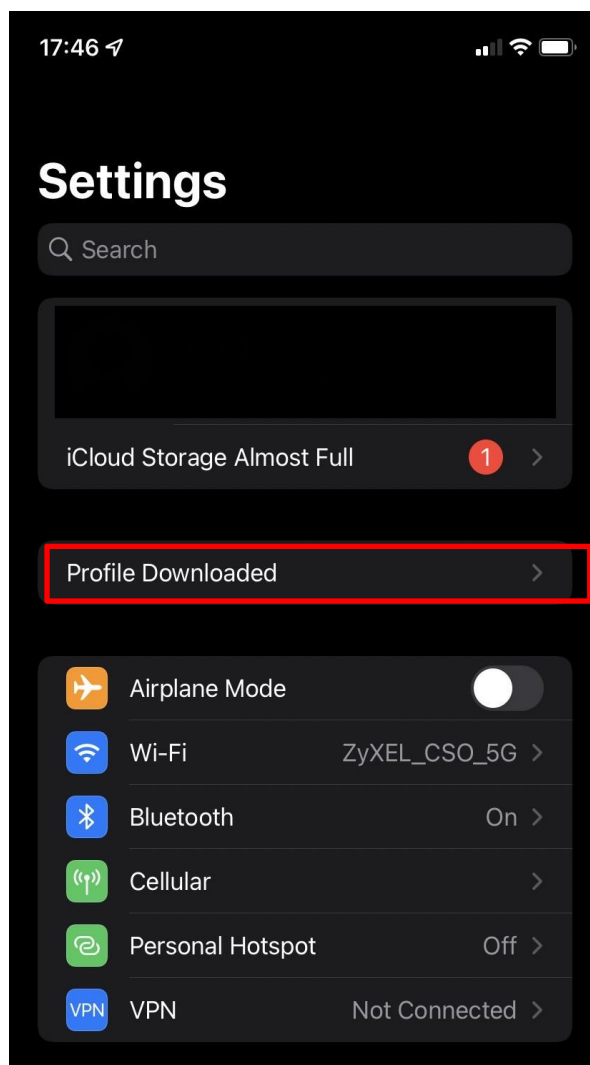 17:46
Settings
Search
iCloud Storage Almost Full 1
Profile Downloaded
Airplane Mode
Wi-Fi ZyXEL_CSO_5G
Bluetooth On
Cellular
Personal Hotspot Off
VPN VPN Not Connected